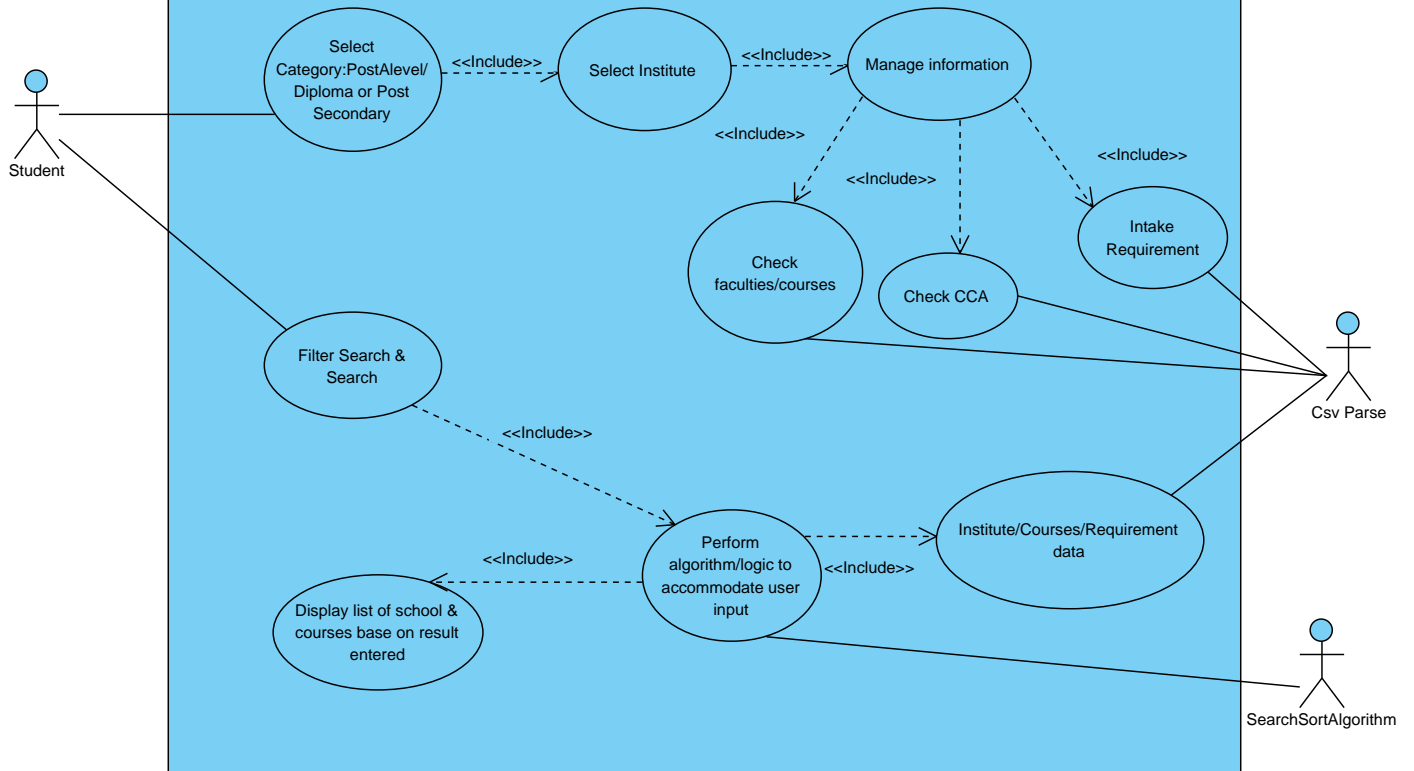 Select
Category:PostAlevel/
Diploma or Post
Secondary
<<Include>>
Select Institute
<<Include>>
Manage information
Student
<<Include>>
<<Include>>
<<Include>>
Check
faculties/courses
Check CCA
Intake
Requirement
Csv Parse
Filter Search &
Search
<<Include>>
Perform
algorithm/logic to
accommodate user
input
<<Include>>
Institute/Courses/Requirement
data
<<Include>>
Display list of school &
courses base on result
entered
SearchSortAlgorithm